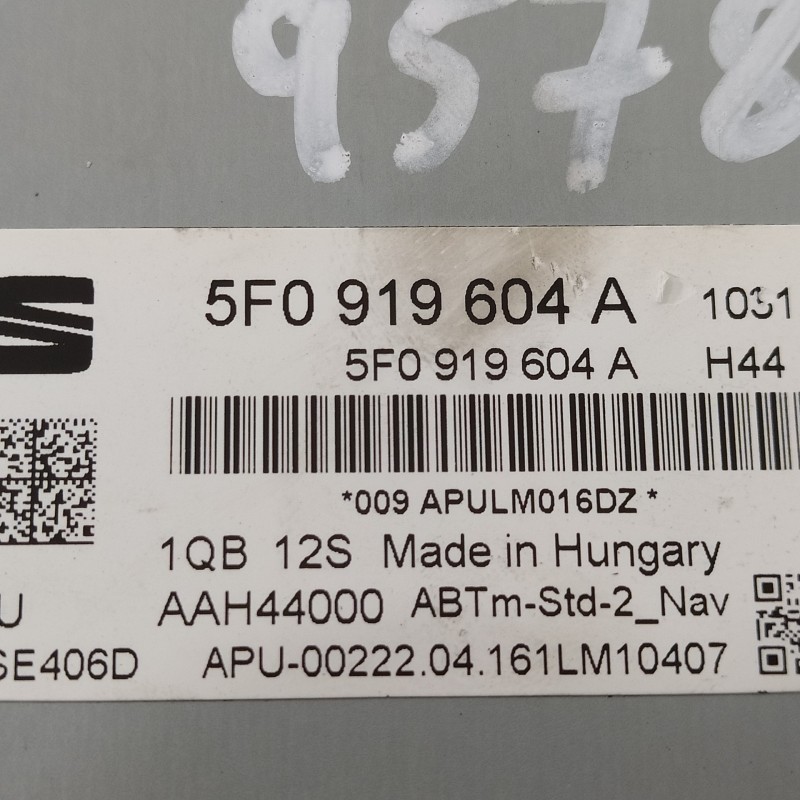 9578
5F0 919 604 A 1031
5F0 919 604 A H44
*009 APULM016DZ *
1QB 12S Made in Hungary
U AAH44000 ABTm-Std-2_Nav
SE406D APU-00222.04.161LM10407